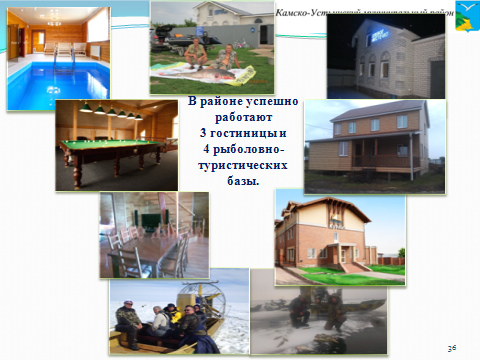 Камско-Устьинский муниципальный район
В районе успешно
работают
3 гостиницы и
4 рыболовно-
туристических
базы.
36